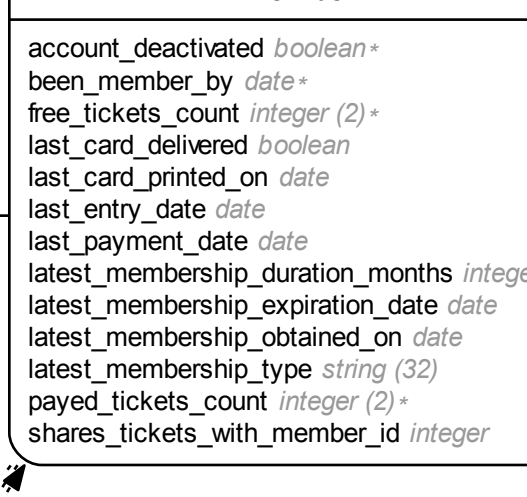 account_deactivated boolean *
been_member_by date *
free_tickets_count integer (2) *
last_card_delivered boolean
last_card_printed_on date
last_entry_date date
last_payment_date date
latest_membership_duration_months intege
latest_membership_expiration_date date
latest_membership_obtained_on date
latest_membership_type string (32)
payed_tickets_count integer (2) *
shares_tickets_with_member_id integer